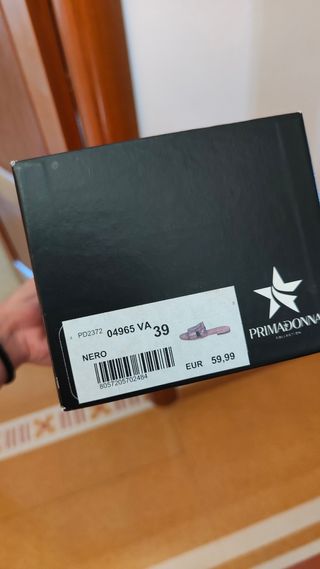 PD2372 04965 VA 39
NERO
EUR 59,99
8057205702484
PRIMADONNA
COLLECTION